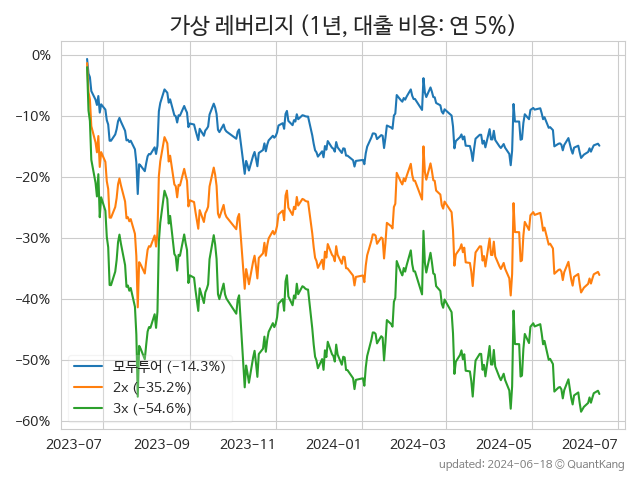 가상 레버리지 (1년, 대출 비용: 연 5%)
0%
−10%
−20%
−30%
−40%
−50%
−60%
모두투어 (−14.3%)
2x (−35.2%)
3x (−54.6%)
2023-07
2023-09
2023-11
2024-01
2024-03
2024-05
2024-07
updated: 2024-06-18 © QuantKang